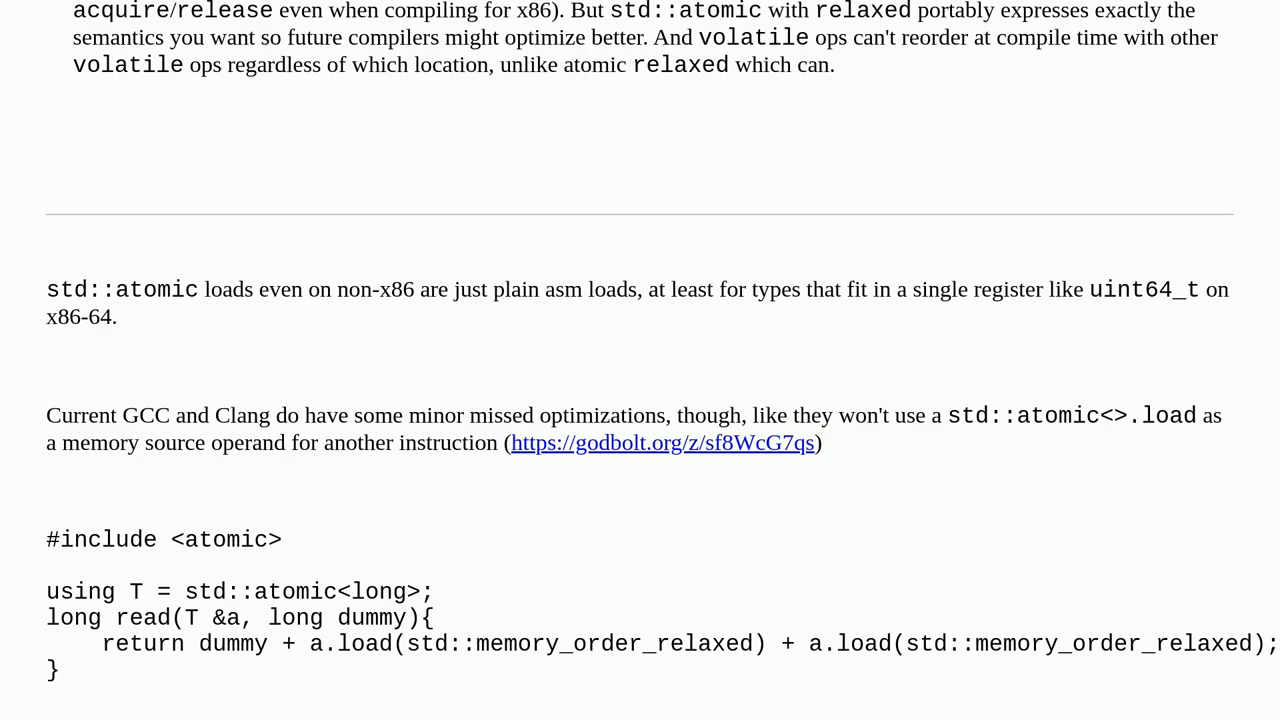 acquire/release even when compiling for x86). But std::atomic with relaxed portably expresses exactly the
semantics you want so future compilers might optimize better. And volatile ops can't reorder at compile time with other
volatile ops regardless of which location, unlike atomic relaxed which can.
std::atomic loads even on non-x86 are just plain asm loads, at least for types that fit in a single register like uint64_t on
x86-64.
Current GCC and Clang do have some minor missed optimizations, though, like they won't use a std::atomic<>.load as
a memory source operand for another instruction (https://godbolt.org/z/sf8WcG7qs)
#include <atomic>
using T = std::atomic<long>;
long read(T &a, long dummy){
    return dummy + a.load(std::memory_order_relaxed) + a.load(std::memory_order_relaxed);
}